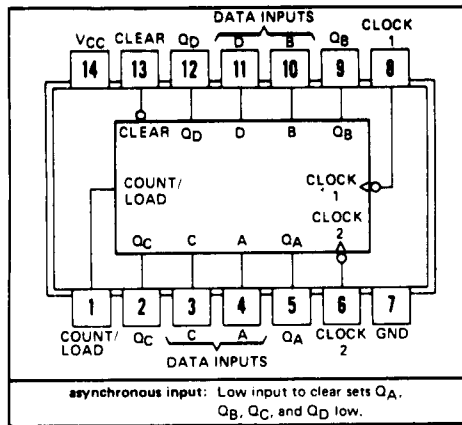 DATA INPUTS
CLOCK
VCC CLEAR QD D B QB 1
14 13 12 11 10 9 8
CLEAR QD D B QB
COUNT/ LOAD
CLOCK 1
CLOCK 2
QC C A QA
1 2 3 4 5 6 7
COUNT/ QC C A QA CLOCK GND
LOAD 2
DATA INPUTS
asynchronous input: Low input to clear sets QA,
QB, QC, and QD low.